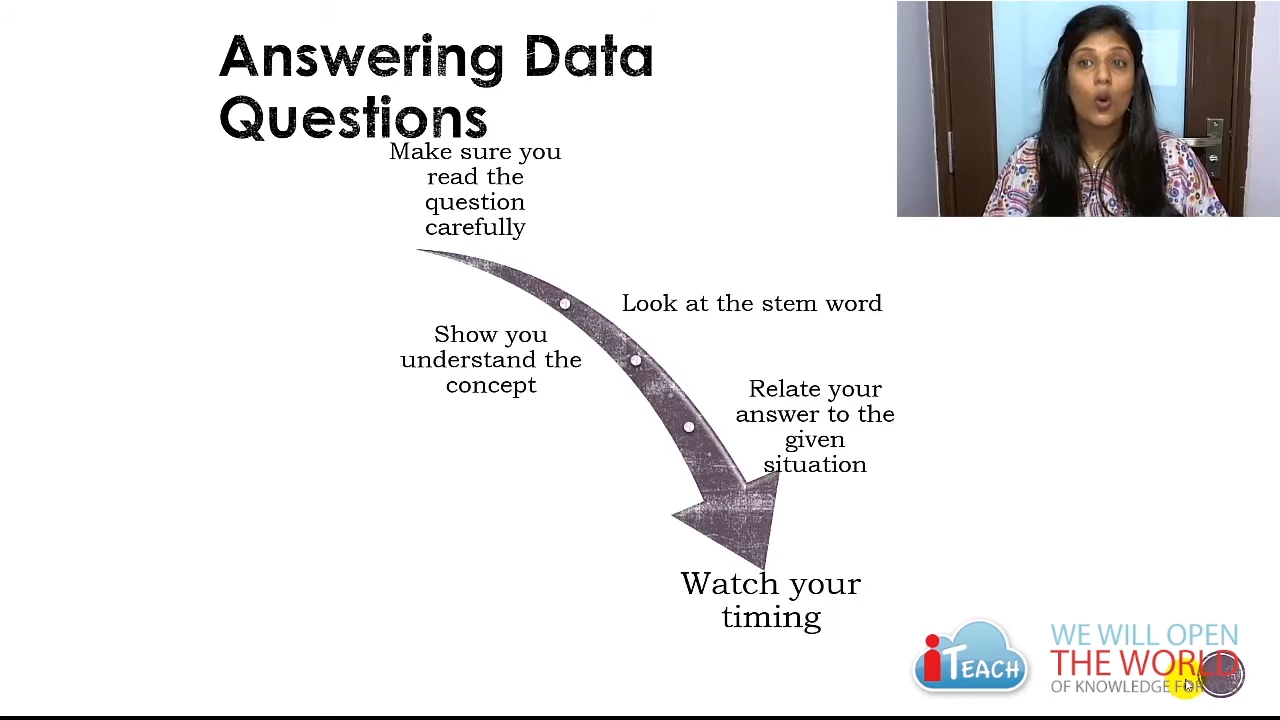 Answering Data
Questions
Make sure you
read the
question
carefully
Look at the stem word
Show you
understand the
concept
Relate your
answer to the
given
situation
Watch your
timing
iTEACH
WE WILL OPEN
THE WORLD
OF KNOWLEDGE FOR YOU